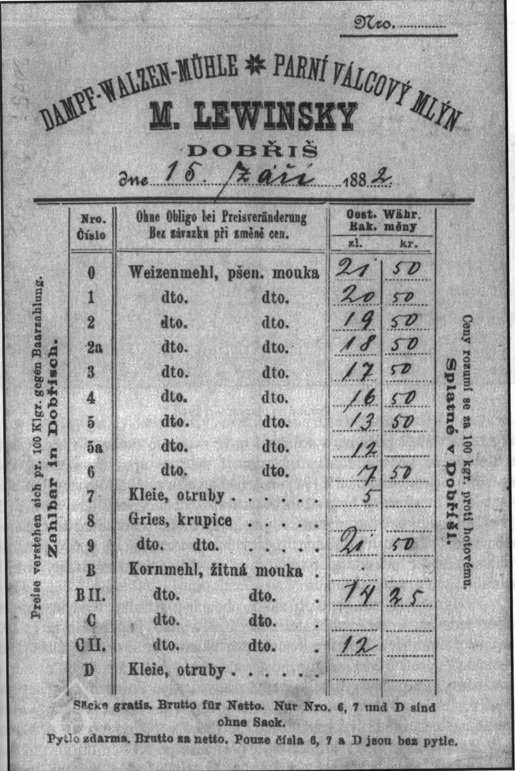 Nro.
DAMPF-WALZEN-MÜHLE * PARNÍ VÁLCOVÝ MLÝN
M. LEWINSKY
DOBŘIŠ
dne 15. Září 1882.
Nro. Číslo | Ohne Obligo bei Preisveränderung Bez závazku při změně cen. | Oest. Währ. Rak. měny zl. kr.
0 Weizenmehl, pšen. mouka 21 50
1 dto. dto. 20 50
2 dto. dto. 19 50
2a dto. dto. 18 50
3 dto. dto. 17 50
4 dto. dto. 16 50
5 dto. dto. 13 50
5a dto. dto. 12
6 dto. dto. 7 50
7 Kleie, otruby . . . . . . 5
8 Gries, krupice . . . . .
9 dto. dto. . . . . . 21 50
B Kornmehl, žitná mouka .
B II. dto. dto. . 14 25
C dto. dto. .
C II. dto. dto. . 12
D Kleie, otruby . . . . . .
Säcke gratis. Brutto für Netto. Nur Nro. 6, 7 und D sind
ohne Sack.
Pytle zdarma. Brutto za netto. Pouze čísla 6, 7 a D jsou bez pytle.
Preise verstehen sich pr. 100 Klgr. gegen Baarzahlung.
Zahlbar in Dobřisch.
Ceny rozumí se za 100 kgr. proti hotovému.
Splatné v Dobříši.